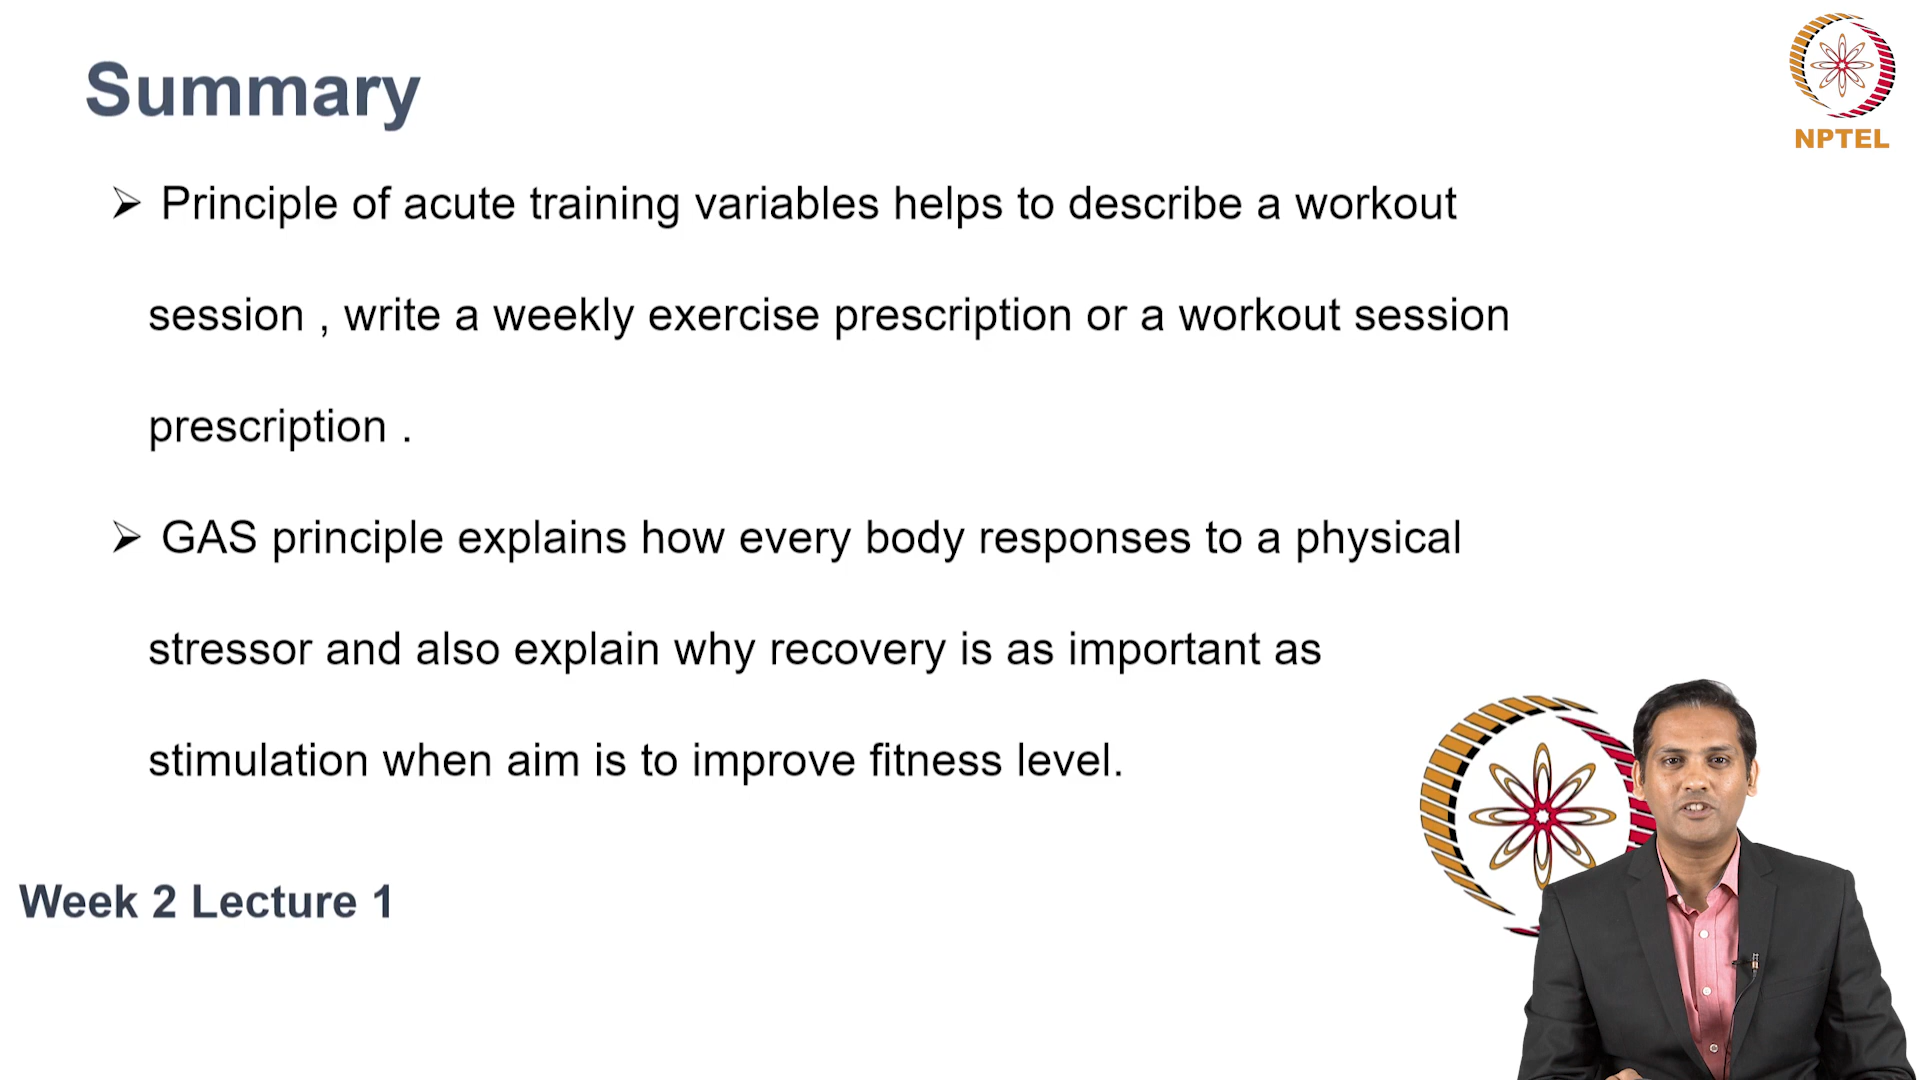 Summary
NPTEL
➢ Principle of acute training variables helps to describe a workout
session , write a weekly exercise prescription or a workout session
prescription .
➢ GAS principle explains how every body responses to a physical
stressor and also explain why recovery is as important as
stimulation when aim is to improve fitness level.
Week 2 Lecture 1